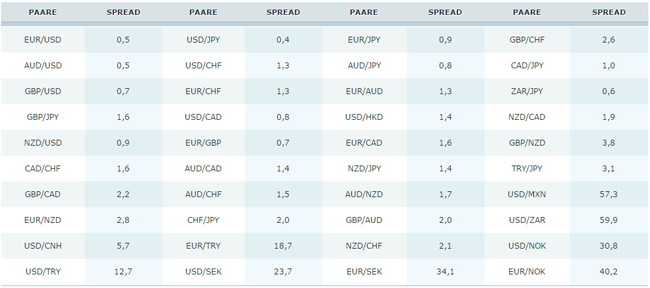 PAARE SPREAD PAARE SPREAD PAARE SPREAD PAARE SPREAD
EUR/USD 0,5 USD/JPY 0,4 EUR/JPY 0,9 GBP/CHF 2,6
AUD/USD 0,5 USD/CHF 1,3 AUD/JPY 0,8 CAD/JPY 1,0
GBP/USD 0,7 EUR/CHF 1,3 EUR/AUD 1,3 ZAR/JPY 0,6
GBP/JPY 1,6 USD/CAD 0,8 USD/HKD 1,4 NZD/CAD 1,9
NZD/USD 0,9 EUR/GBP 0,7 EUR/CAD 1,6 GBP/NZD 3,8
CAD/CHF 1,6 AUD/CAD 1,4 NZD/JPY 1,4 TRY/JPY 3,1
GBP/CAD 2,2 AUD/CHF 1,5 AUD/NZD 1,7 USD/MXN 57,3
EUR/NZD 2,8 CHF/JPY 2,0 GBP/AUD 2,0 USD/ZAR 59,9
USD/CNH 5,7 EUR/TRY 18,7 NZD/CHF 2,1 USD/NOK 30,8
USD/TRY 12,7 USD/SEK 23,7 EUR/SEK 34,1 EUR/NOK 40,2